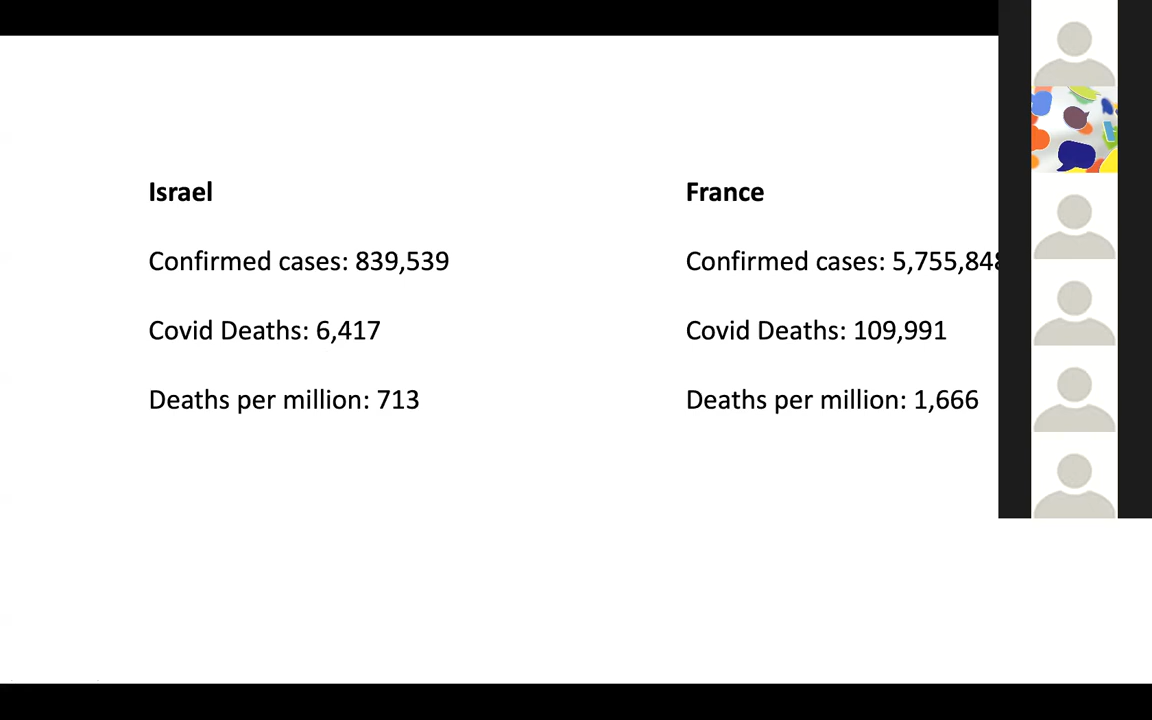 Israel
Confirmed cases: 839,539
Covid Deaths: 6,417
Deaths per million: 713
France
Confirmed cases: 5,755,848
Covid Deaths: 109,991
Deaths per million: 1,666